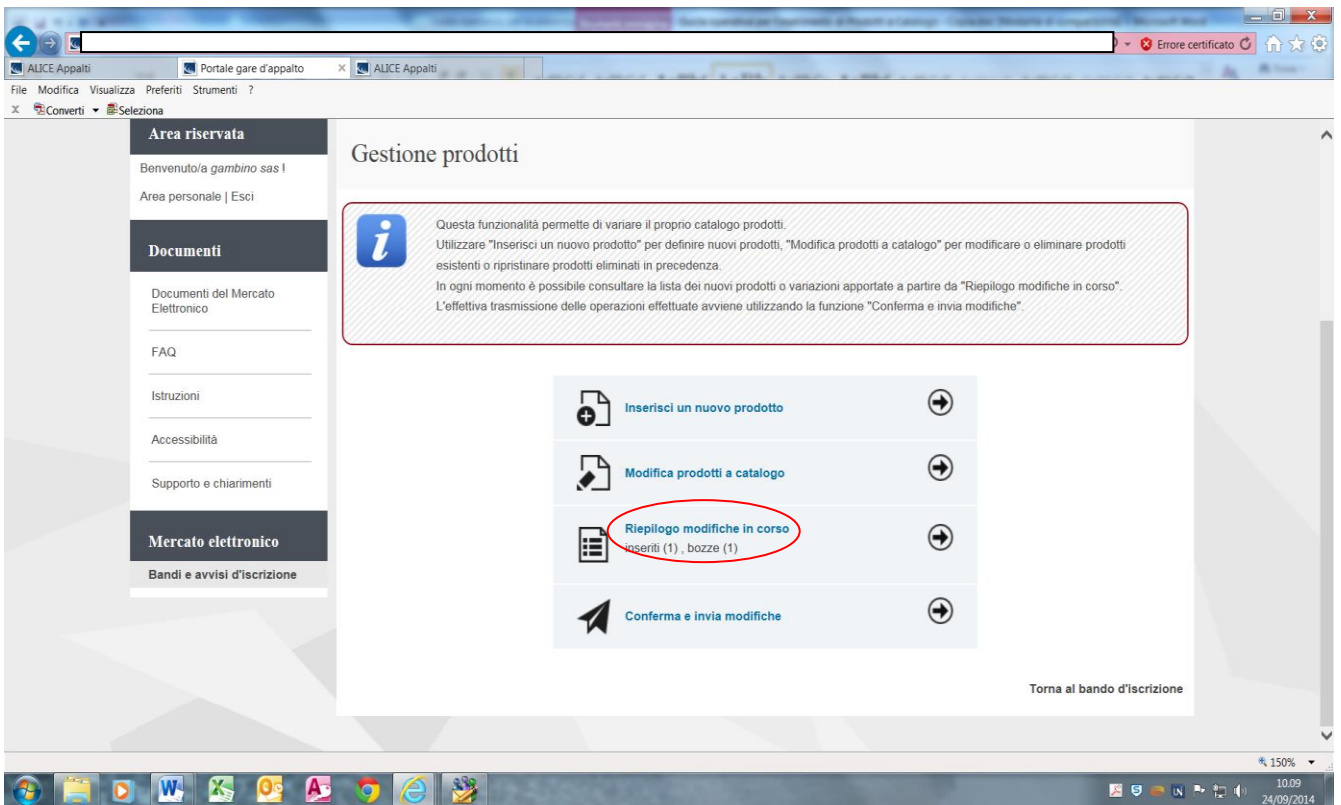 Errore certificato
ALICE Appalti
Portale gare d'appalto
ALICE Appalti
File Modifica Visualizza Preferiti Strumenti ?
x Converti Seleziona
Area riservata
Benvenuto/a gambino sas !
Area personale | Esci
Documenti
Documenti del Mercato
Elettronico
FAQ
Istruzioni
Accessibilità
Supporto e chiarimenti
Mercato elettronico
Bandi e avvisi d'iscrizione
Gestione prodotti
Questa funzionalità permette di variare il proprio catalogo prodotti.
Utilizzare "Inserisci un nuovo prodotto" per definire nuovi prodotti, "Modifica prodotti a catalogo" per modificare o eliminare prodotti
esistenti o ripristinare prodotti eliminati in precedenza.
In ogni momento è possibile consultare la lista dei nuovi prodotti o variazioni apportate a partire da "Riepilogo modifiche in corso".
L'effettiva trasmissione delle operazioni effettuate avviene utilizzando la funzione "Conferma e invia modifiche".
Inserisci un nuovo prodotto
Modifica prodotti a catalogo
Riepilogo modifiche in corso
inseriti (1) , bozze (1)
Conferma e invia modifiche
Torna al bando d'iscrizione
150%
10.09
24/09/2014